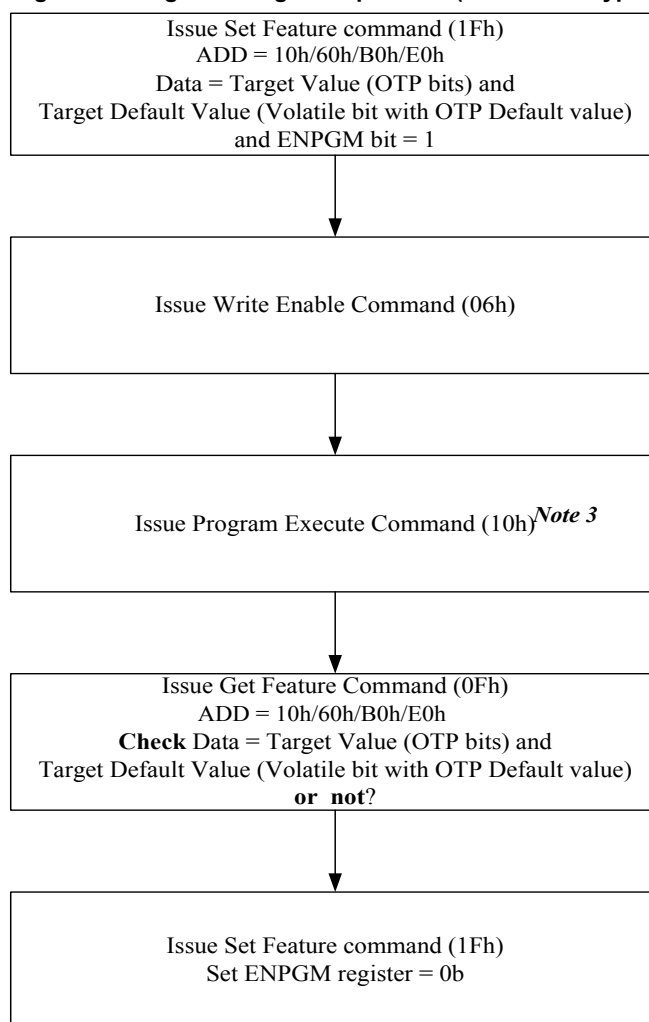 Issue Set Feature command (1Fh)
ADD = 10h/60h/B0h/E0h
Data = Target Value (OTP bits) and
Target Default Value (Volatile bit with OTP Default value)
and ENPGM bit = 1
Issue Write Enable Command (06h)
Issue Program Execute Command (10h)Note 3
Issue Get Feature Command (0Fh)
ADD = 10h/60h/B0h/E0h
Check Data = Target Value (OTP bits) and
Target Default Value (Volatile bit with OTP Default value)
or not?
Issue Set Feature command (1Fh)
Set ENPGM register = 0b